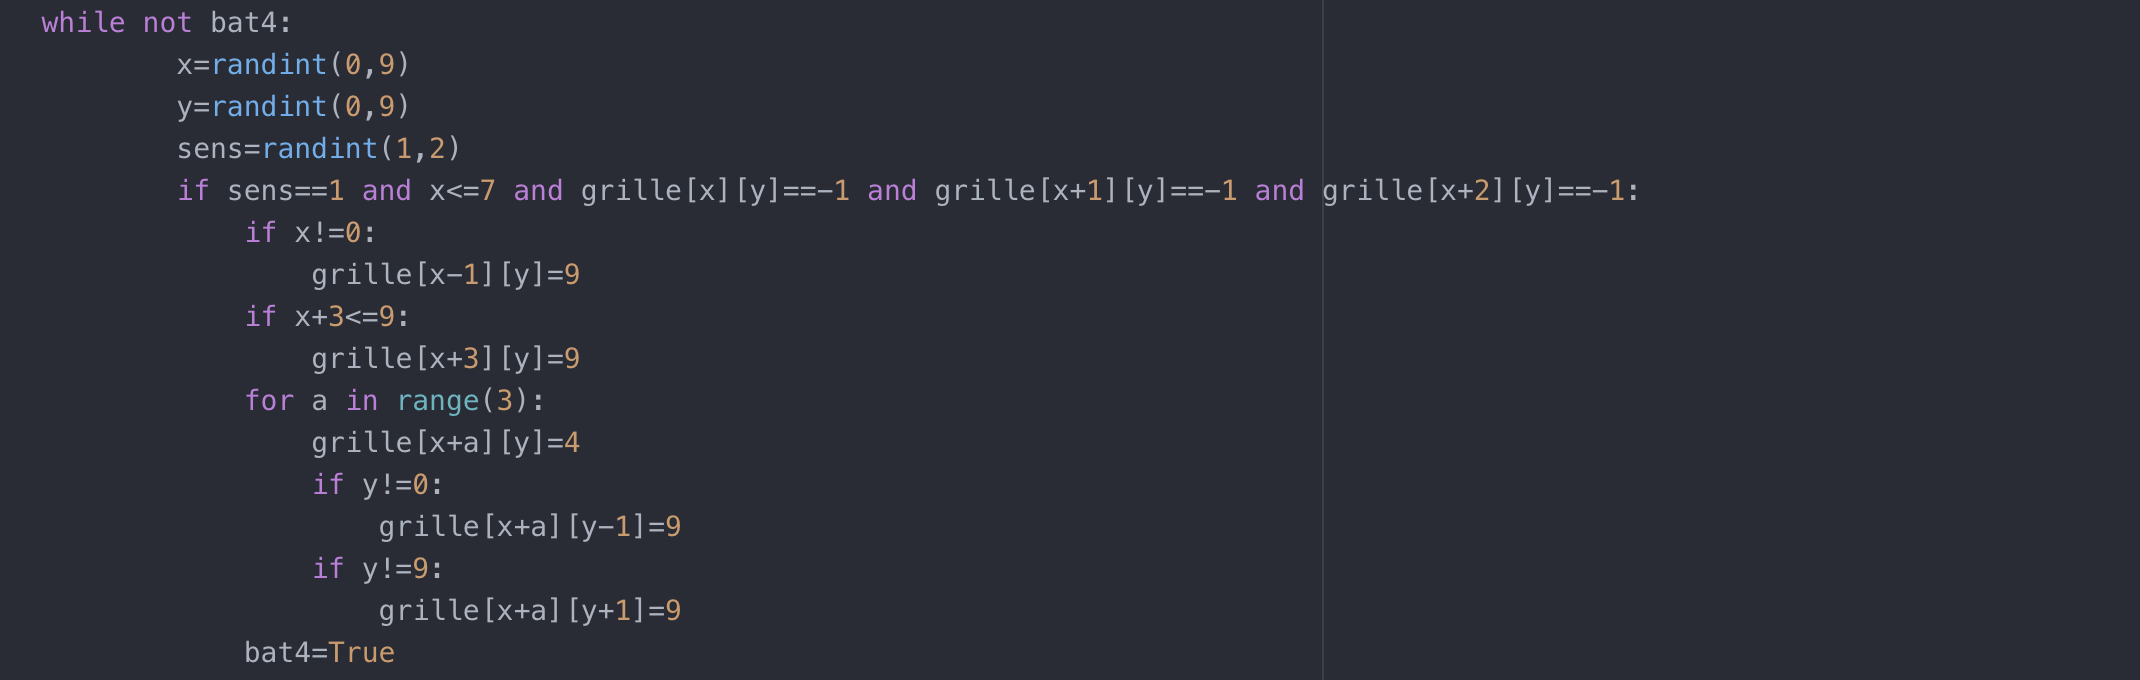 while not bat4:
        x=randint(0,9)
        y=randint(0,9)
        sens=randint(1,2)
        if sens==1 and x<=7 and grille[x][y]==-1 and grille[x+1][y]==-1 and grille[x+2][y]==-1:
            if x!=0:
                grille[x-1][y]=9
            if x+3<=9:
                grille[x+3][y]=9
            for a in range(3):
                grille[x+a][y]=4
                if y!=0:
                    grille[x+a][y-1]=9
                if y!=9:
                    grille[x+a][y+1]=9
            bat4=True